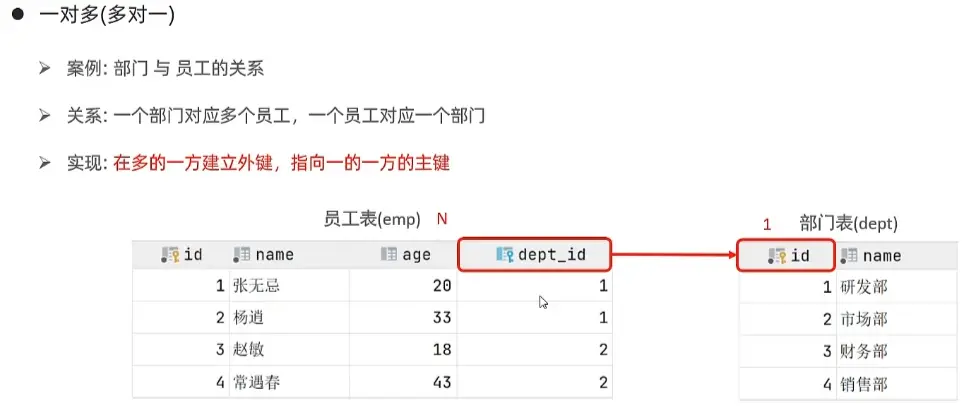 ● 一对多(多对一)
➢ 案例: 部门 与 员工的关系
➢ 关系: 一个部门对应多个员工，一个员工对应一个部门
➢ 实现: 在多的一方建立外键，指向一的一方的主键
员工表(emp) N 1 部门表(dept)
id name age dept_id id name
1 张无忌 20 1 1 研发部
2 杨逍 33 1 2 市场部
3 赵敏 18 2 3 财务部
4 常遇春 43 2 4 销售部